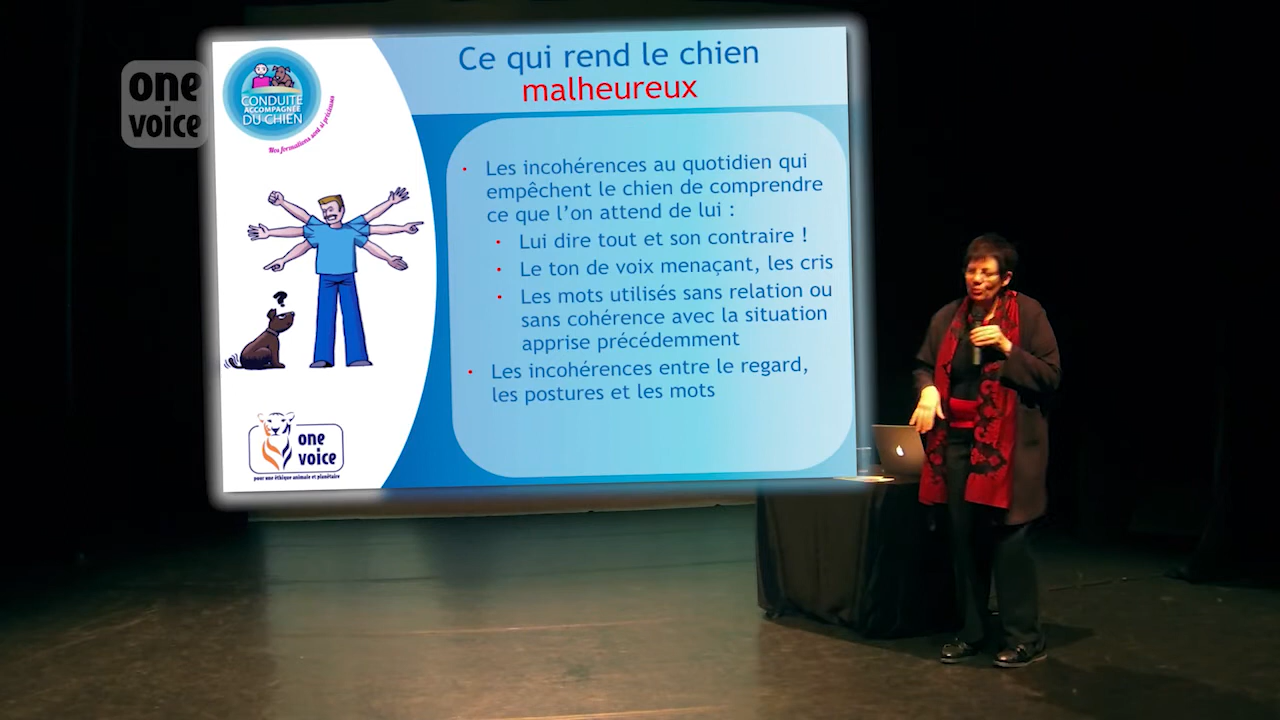 one
voice
CONDUITE
ACCOMPAGNÉE
DU CHIEN
Nos formations sont si précieuses
Ce qui rend le chien
malheureux
• Les incohérences au quotidien qui
empêchent le chien de comprendre
ce que l'on attend de lui :
• Lui dire tout et son contraire !
• Le ton de voix menaçant, les cris
• Les mots utilisés sans relation ou
sans cohérence avec la situation
apprise précédemment
• Les incohérences entre le regard,
les postures et les mots
?
one
voice
pour une éthique animale et planétaire